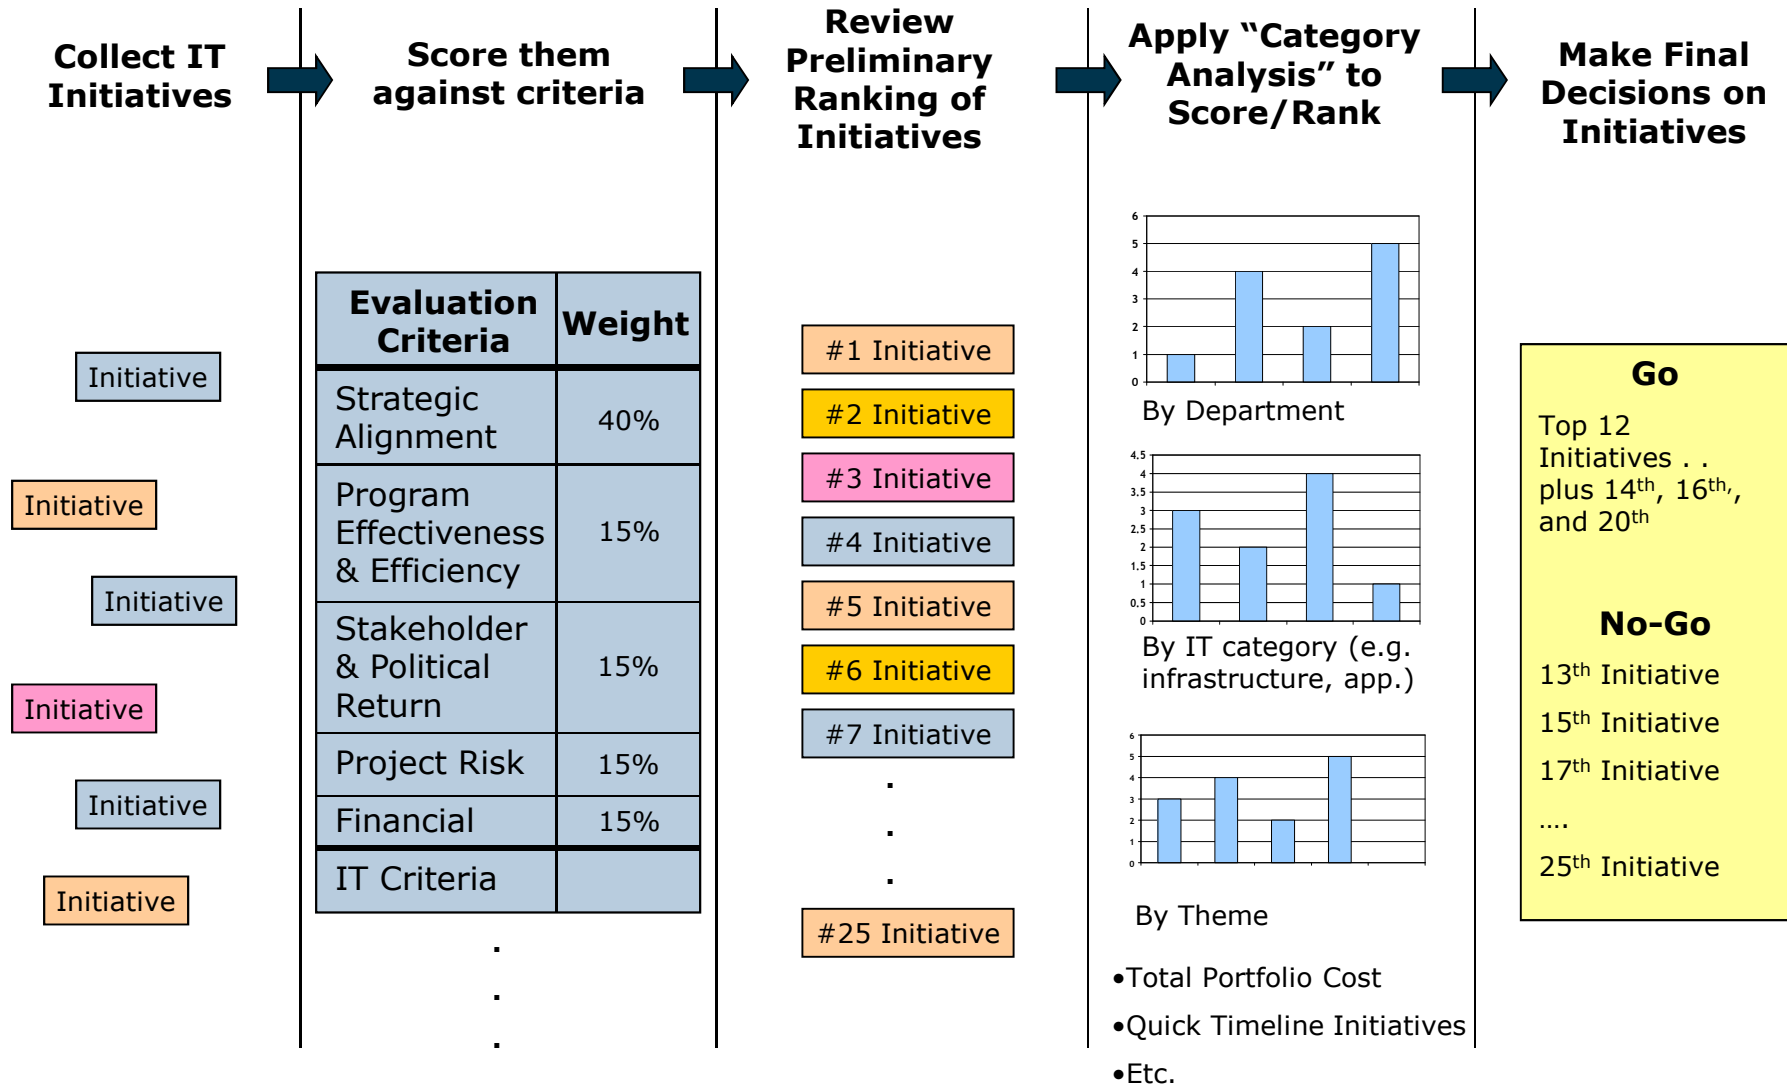 Collect IT
Initiatives
Score them
against criteria
Review
Preliminary
Ranking of
Initiatives
Apply “Category
Analysis” to
Score/Rank
Make Final
Decisions on
Initiatives
Initiative
Initiative
Initiative
Initiative
Initiative
Initiative
Evaluation
Criteria
Weight
Strategic
Alignment
40%
Program
Effectiveness
& Efficiency
15%
Stakeholder
& Political
Return
15%
Project Risk
15%
Financial
15%
IT Criteria
.
.
.
#1 Initiative
#2 Initiative
#3 Initiative
#4 Initiative
#5 Initiative
#6 Initiative
#7 Initiative
.
.
.
#25 Initiative
6
5
4
3
2
1
0
By Department
4.5
4
3.5
3
2.5
2
1.5
1
0.5
0
By IT category (e.g.
infrastructure, app.)
6
5
4
3
2
1
0
By Theme
•Total Portfolio Cost
•Quick Timeline Initiatives
•Etc.
Go
Top 12
Initiatives . .
plus 14th, 16th,,
and 20th
No-Go
13th Initiative
15th Initiative
17th Initiative
....
25th Initiative